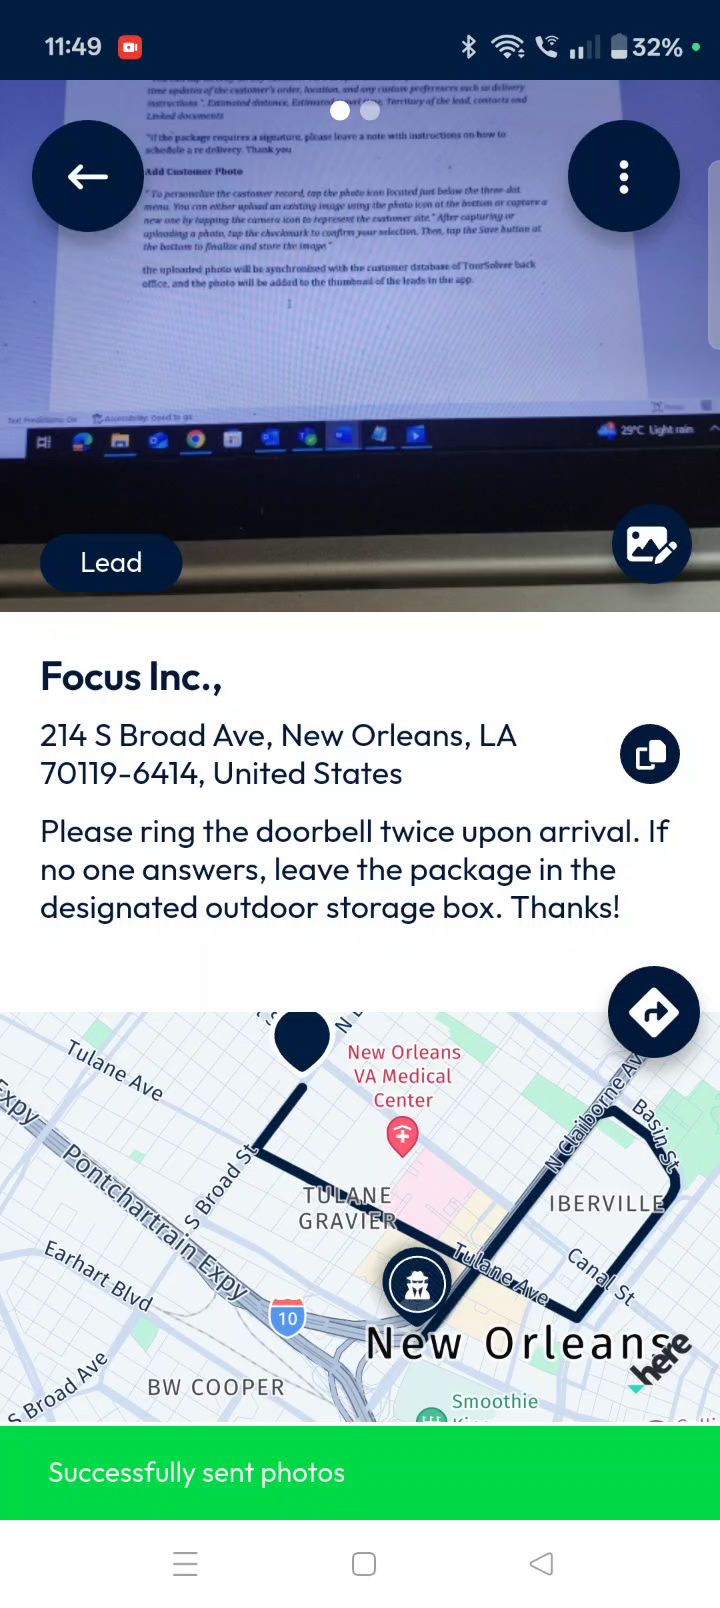 11:49
32%
time updates of the customer's order, location, and any custom preferences such as delivery
instructions ". Estimated distance, Estimated travel time, Territory of the lead, contacts and
Linked documents
"If the package requires a signature, please leave a note with instructions on how to
schedule a re delivery. Thank you
Add Customer Photo
" To personalize the customer record, tap the photo icon located just below the three-dot
menu. You can either upload an existing image using the photo icon at the bottom or capture a
new one by tapping the camera icon to represent the customer site." After capturing or
uploading a photo, tap the checkmark to confirm your selection. Then, tap the Save button at
the bottom to finalize and store the image "
the uploaded photo will be synchronised with the customer database of TourSolver back
office, and the photo will be added to the thumbnail of the leads in the app.
Text Predictions: On
Accessibility: Good to go
Focus
29°C Light rain
Lead
Focus Inc.,
214 S Broad Ave, New Orleans, LA
70119-6414, United States
Please ring the doorbell twice upon arrival. If
no one answers, leave the package in the
designated outdoor storage box. Thanks!
Tulane Ave
New Orleans
VA Medical
Center
Expy
Pontchartrain Expy
S Broad St
N Claiborne Av
Basin St
TULANE
GRAVIER
IBERVILLE
Earhart Blvd
Tulane Ave
Canal St
10
New Orleans
here
S Broad Ave
BW COOPER
Smoothie
Successfully sent photos